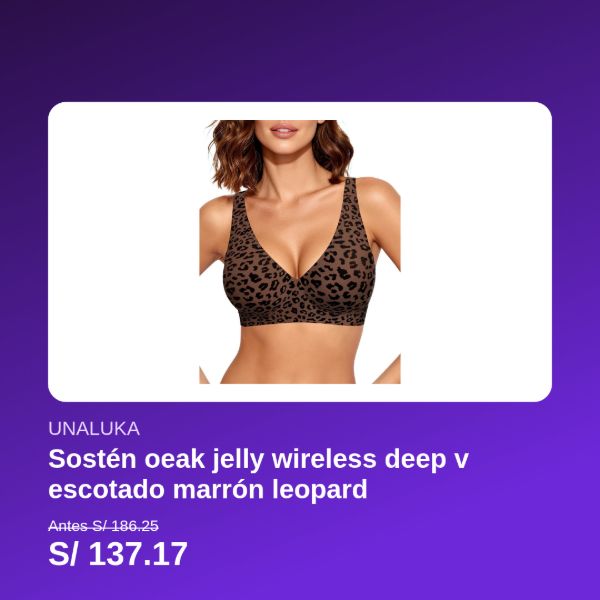 UNALUKA
Sostén oeak jelly wireless deep v
escotado marrón leopard
Antes S/ 186.25
S/ 137.17